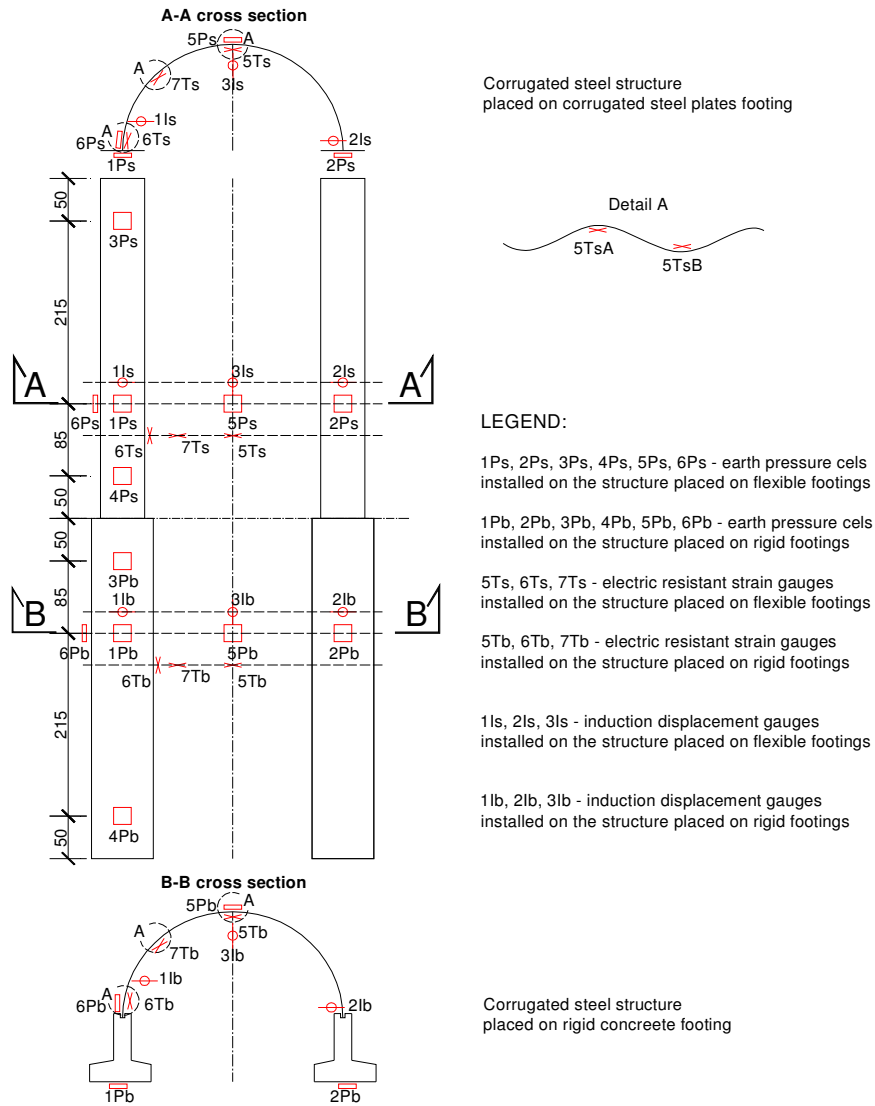 A-A cross section
5Ps
A
5Ts
A
7Ts
3Is
1Is
A
6Ts
6Ps
2Is
1Ps
2Ps
Corrugated steel structure
placed on corrugated steel plates footing
Detail A
5TsA
5TsB
50
3Ps
215
A
1Is
3Is
2Is
A
6Ps
1Ps
5Ps
2Ps
85
6Ts
7Ts
5Ts
4Ps
50
50
3Pb
85
B
1Ib
3Ib
2Ib
B
6Pb
1Pb
5Pb
2Pb
6Tb
7Tb
5Tb
215
4Pb
50
LEGEND:
1Ps, 2Ps, 3Ps, 4Ps, 5Ps, 6Ps - earth pressure cels
installed on the structure placed on flexible footings
1Pb, 2Pb, 3Pb, 4Pb, 5Pb, 6Pb - earth pressure cels
installed on the structure placed on rigid footings
5Ts, 6Ts, 7Ts - electric resistant strain gauges
installed on the structure placed on flexible footings
5Tb, 6Tb, 7Tb - electric resistant strain gauges
installed on the structure placed on rigid footings
1Is, 2Is, 3Is - induction displacement gauges
installed on the structure placed on flexible footings
1Ib, 2Ib, 3Ib - induction displacement gauges
installed on the structure placed on rigid footings
B-B cross section
5Pb
A
5Tb
A
7Tb
3Ib
1Ib
A
6Pb
6Tb
2Ib
1Pb
2Pb
Corrugated steel structure
placed on rigid concreete footing